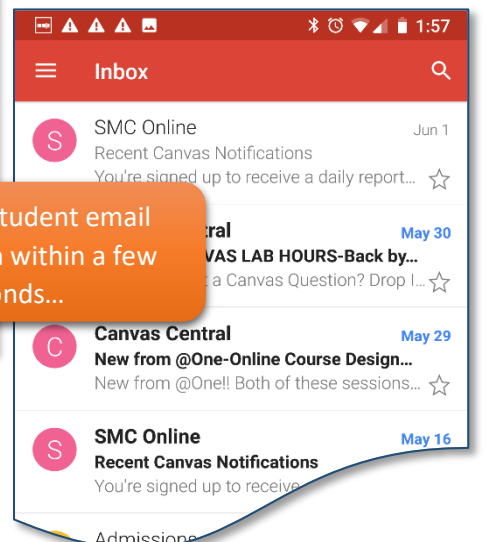 1:57
Inbox
S
SMC Online
Jun 1
Recent Canvas Notifications
You're signed up to receive a daily report...
tudent email
within a few
onds...
tral
May 30
VAS LAB HOURS-Back by...
a Canvas Question? Drop I...
C
Canvas Central
May 29
New from @One-Online Course Design...
New from @One!! Both of these sessions...
S
SMC Online
May 16
Recent Canvas Notifications
You're signed up to receive
Admissions